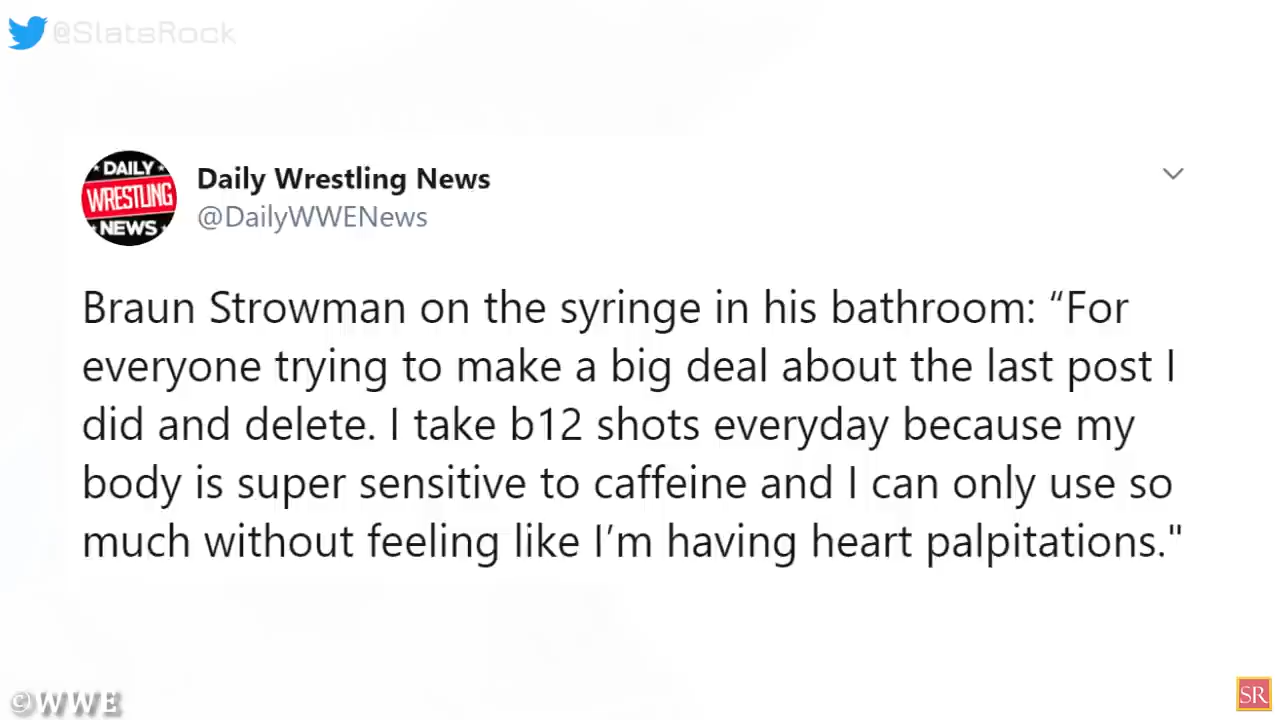 @SlatsRock
DAILY
WRESTLING
NEWS
Daily Wrestling News
@DailyWWENews
Braun Strowman on the syringe in his bathroom: “For
everyone trying to make a big deal about the last post I
did and delete. I take b12 shots everyday because my
body is super sensitive to caffeine and I can only use so
much without feeling like I’m having heart palpitations."
©WWE
SR